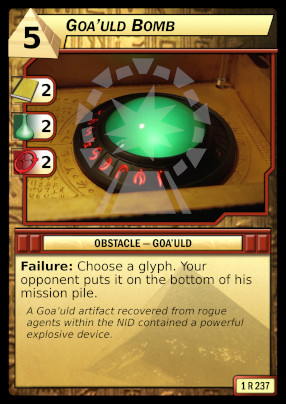 5
GOA'ULD BOMB
2
2
2
OBSTACLE — GOA'ULD
Failure: Choose a glyph. Your
opponent puts it on the bottom of his
mission pile.
A Goa'uld artifact recovered from rogue
agents within the NID contained a powerful
explosive device.
1 R 237